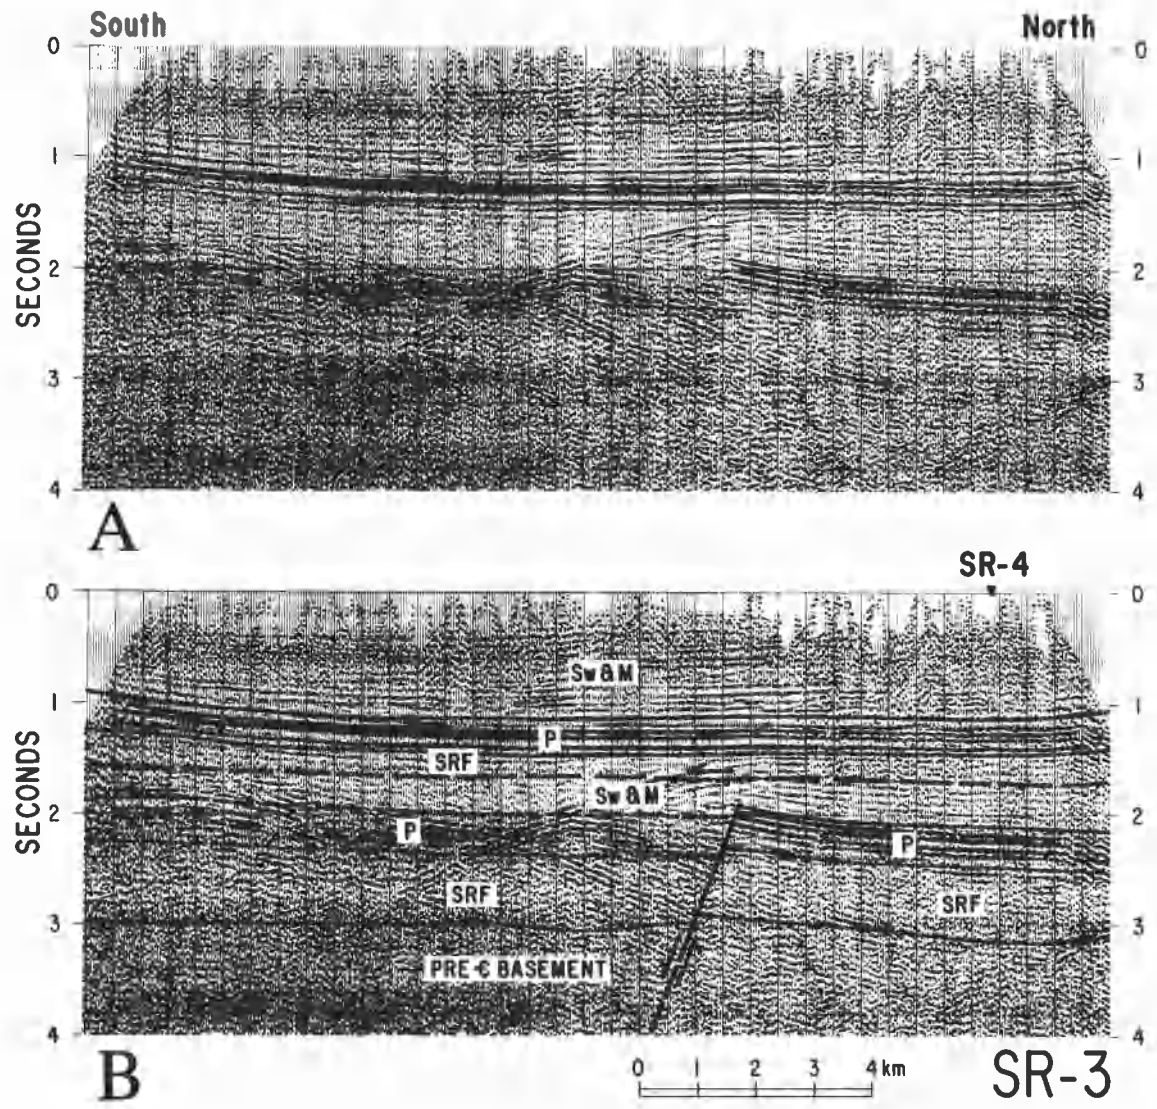 South North
0 0
1 1
SECONDS
2 2
3 3
4 4
A
SR-4
0 0
Sw & M
1 1
P
SECONDS
SRF
Sw & M
2 2
P P
SRF SRF
3 3
PRE-Ꞓ BASEMENT
4 4
B
0 1 2 3 4 km
SR-3